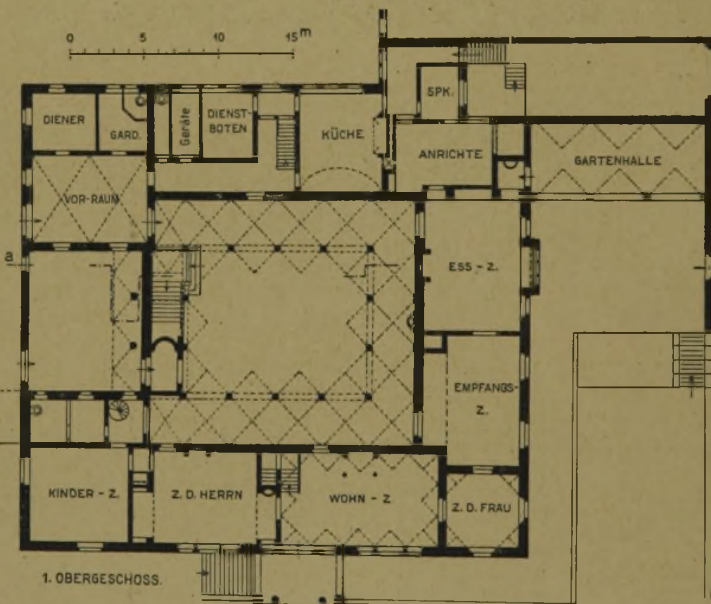 0 5 10 15 m
SPK.
DIENER
GARD.
Geräte
DIENST-
BOTEN
KÜCHE
ANRICHTE
GARTENHALLE
VOR-RAUM
a
ESS - Z.
EMPFANGS-
Z.
KINDER - Z.
Z. D. HERRN
WOHN - Z
Z. D. FRAU
1. OBERGESCHOSS.